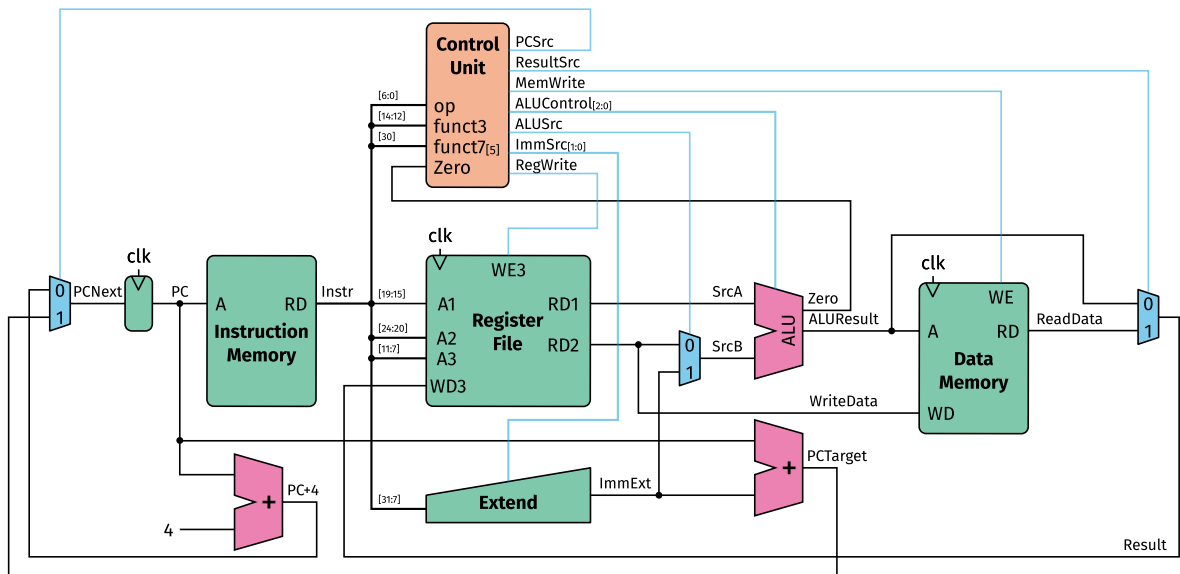 Control
Unit
PCSrc
ResultSrc
MemWrite
ALUControl[2:0]
ALUSrc
ImmSrc[1:0]
RegWrite
[6:0]
op
[14:12]
funct3
[30]
funct7[5]
Zero
clk
PCNext
0
1
clk
PC
A
RD
Instruction
Memory
Instr
[19:15]
[24:20]
[11:7]
clk
WE3
A1
A2
A3
WD3
Register
File
RD1
RD2
0
1
SrcA
SrcB
ALU
Zero
ALUResult
clk
WE
A
RD
Data
Memory
WD
ReadData
0
1
WriteData
4
+
PC+4
[31:7]
Extend
ImmExt
+
PCTarget
Result